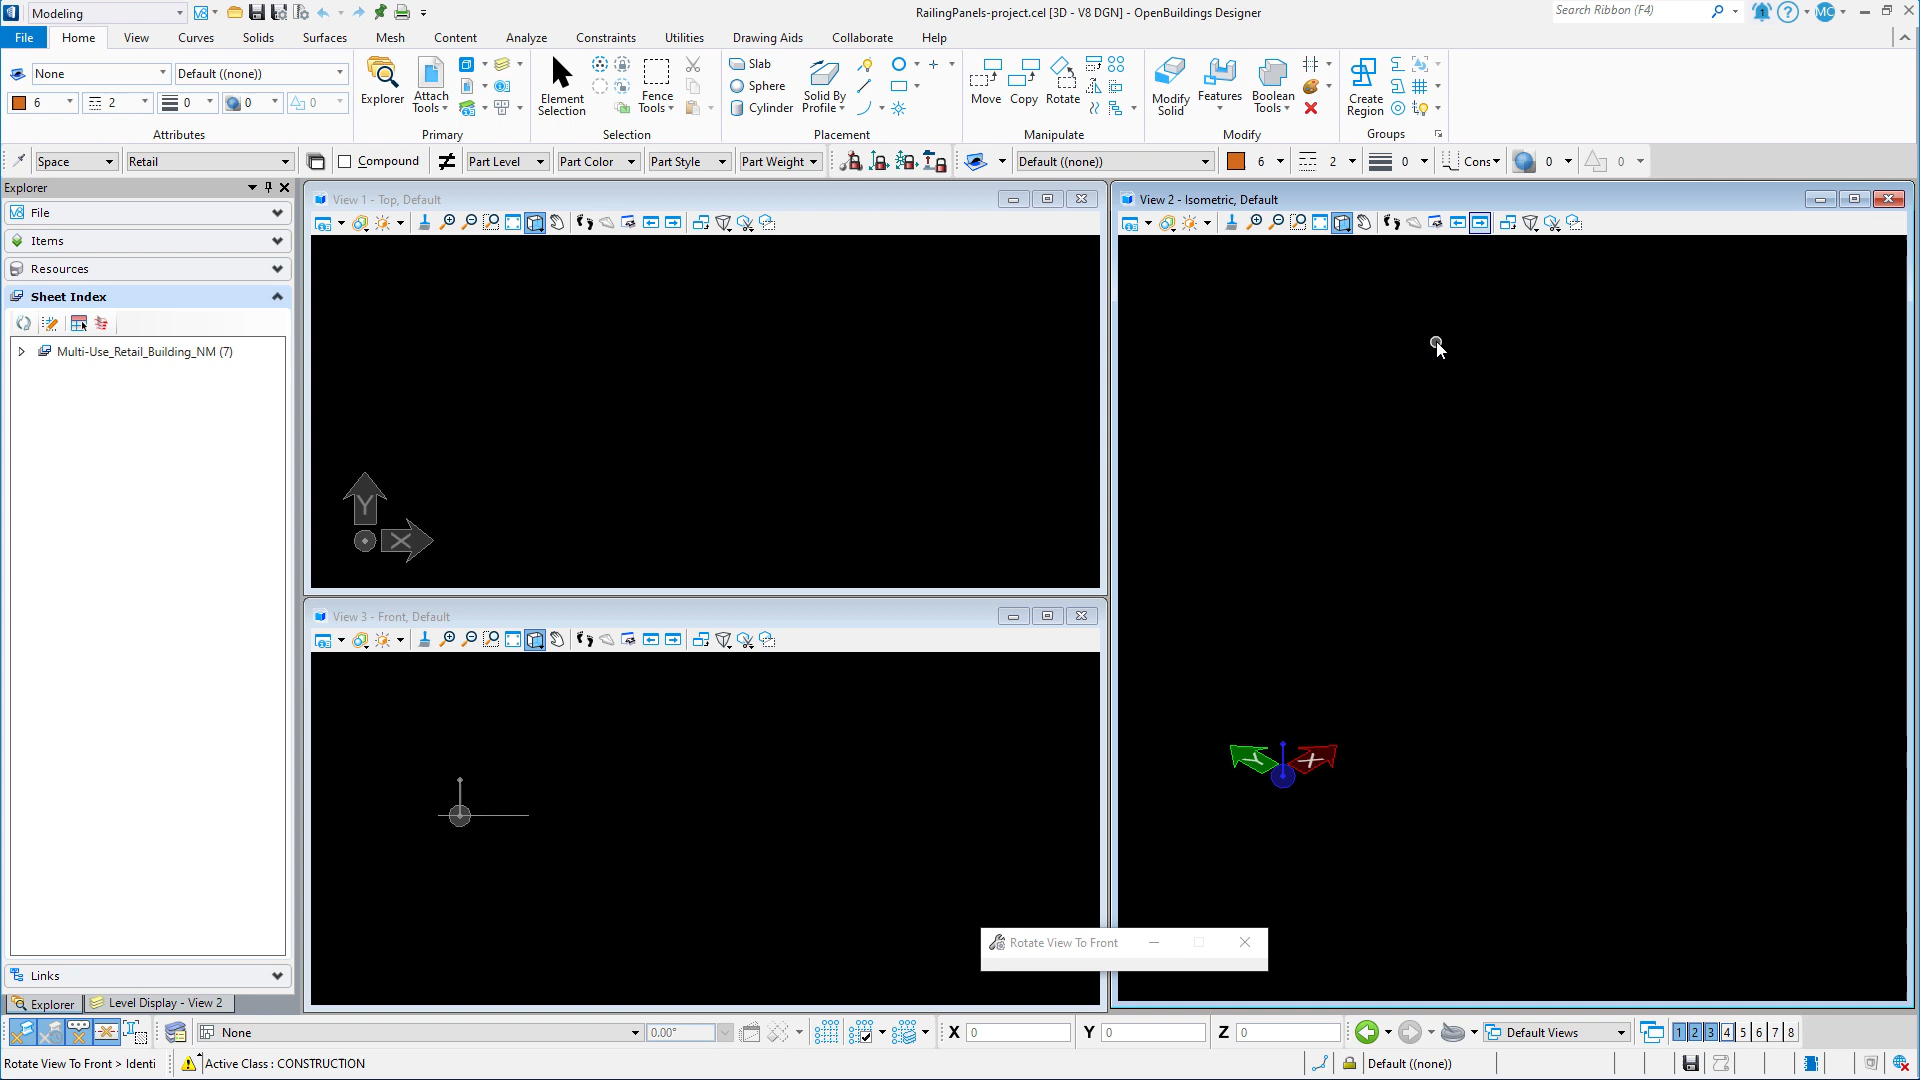 Modeling
RailingPanels-project.cel [3D - V8 DGN] - OpenBuildings Designer
Search Ribbon (F4)
MC
File Home View Curves Solids Surfaces Mesh Content Analyze Constraints Utilities Drawing Aids Collaborate Help
None Default ((none))
6 2 0 0 0
Attributes
Explorer
Attach Tools
Primary
Element Selection
Fence Tools
Selection
Slab
Sphere
Cylinder
Solid By Profile
Placement
Move
Copy
Rotate
Manipulate
Modify Solid
Features
Boolean Tools
Modify
Create Region
Groups
Space Retail Compound Part Level Part Color Part Style Part Weight Default ((none)) 6 2 0 Cons 0 0
Explorer
File
Items
Resources
Sheet Index
Multi-Use_Retail_Building_NM (7)
Links
Explorer
Level Display - View 2
View 1 - Top, Default
Y
X
View 2 - Isometric, Default
Y X
View 3 - Front, Default
Rotate View To Front
None 0.00° X 0 Y 0 Z 0 Default Views 1 2 3 4 5 6 7 8
Rotate View To Front > Identi
Active Class : CONSTRUCTION
Default ((none))